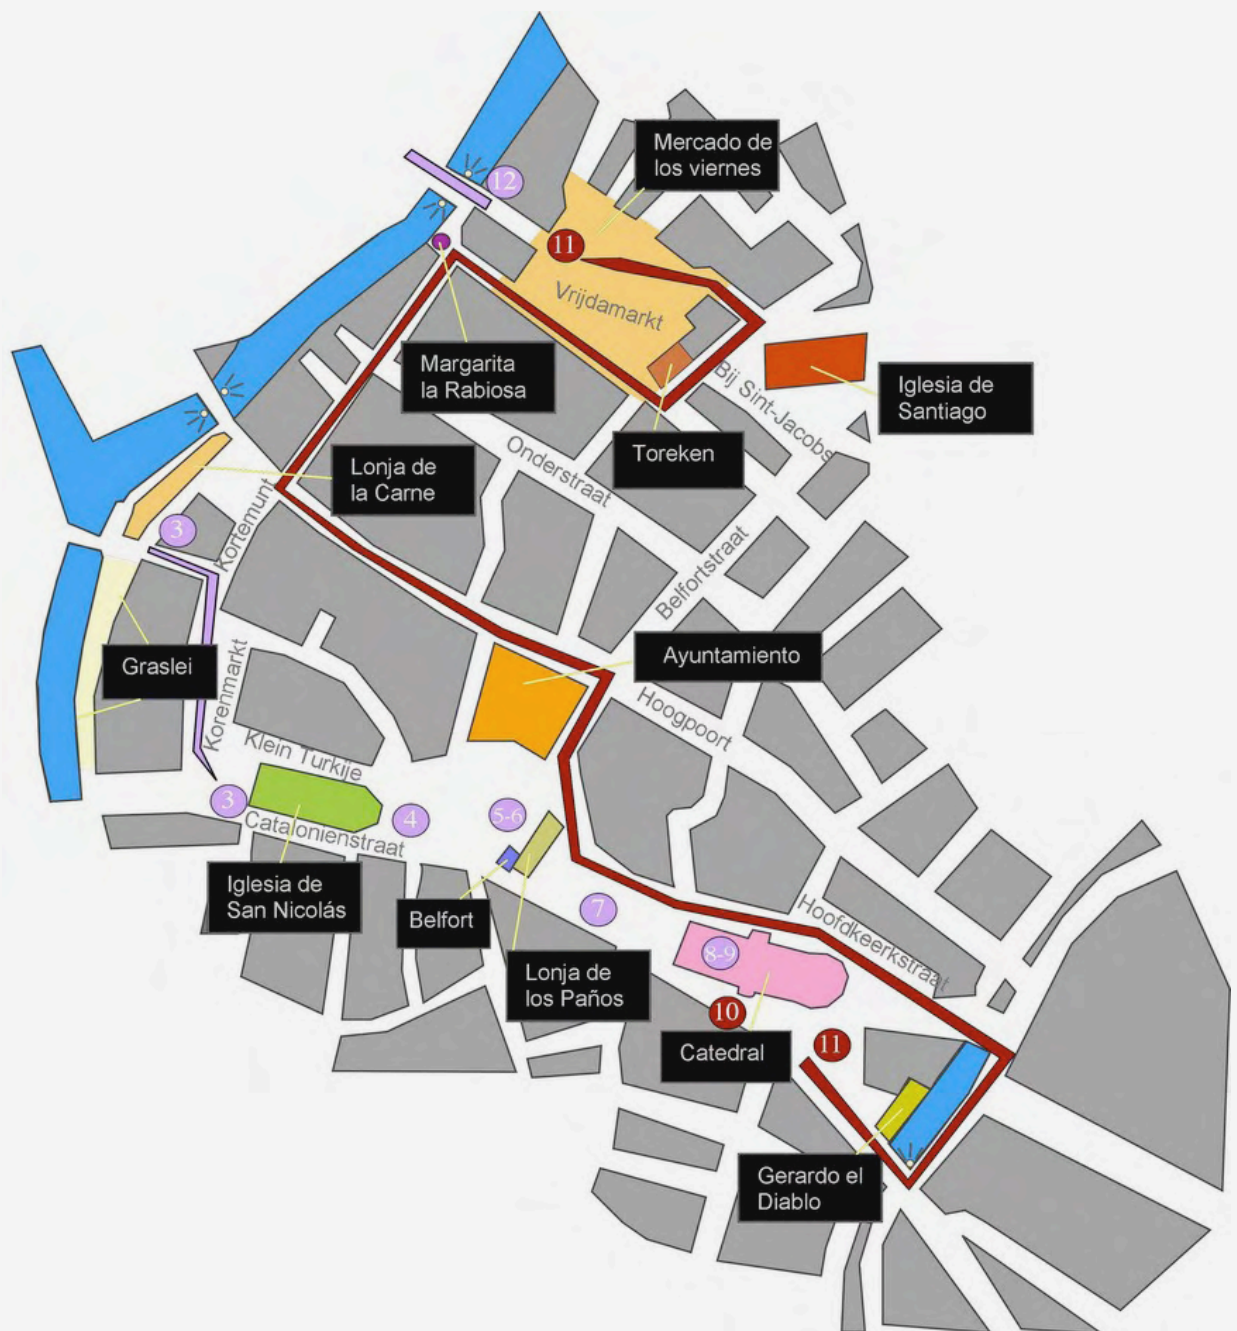 Mercado de
los viernes
12
11
Vrijdamarkt
Margarita
la Rabiosa
Bij Sint-Jacobs
Iglesia de
Santiago
Toreken
Lonja de
la Carne
Onderstraat
3
Kortemunt
Belfortstraat
Graslei
Ayuntamiento
Korenmarkt
Hoogpoort
Klein Turkije
3
4
5-6
Cataloniënstraat
Iglesia de
San Nicolás
Belfort
7
Hoofdkeerkstraat
8-9
Lonja de
los Paños
10
Catedral
11
Gerardo el
Diablo